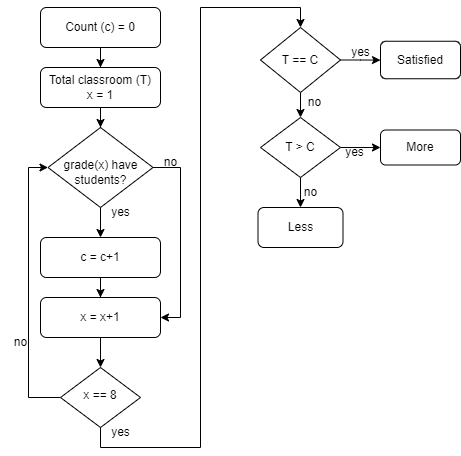 Count (c) = 0
Total classroom (T)
x = 1
grade(x) have
students?
no
yes
c = c+1
x = x+1
no
x == 8
yes
T == C
yes
Satisfied
no
T > C
yes
More
no
Less